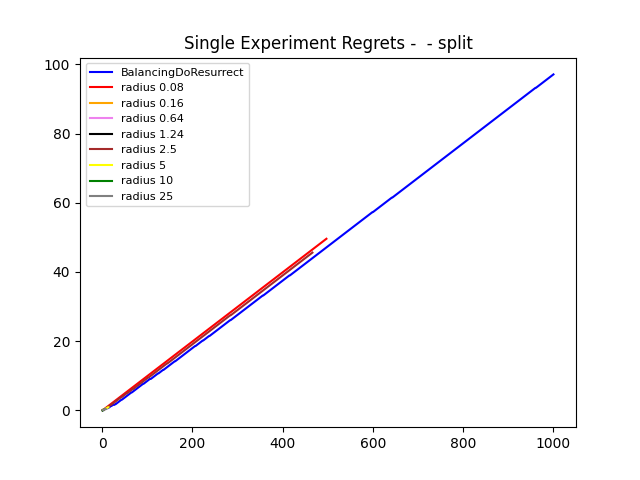 Single Experiment Regrets -  - split
100
80
60
40
20
0
BalancingDoResurrect
radius 0.08
radius 0.16
radius 0.64
radius 1.24
radius 2.5
radius 5
radius 10
radius 25
0 200 400 600 800 1000